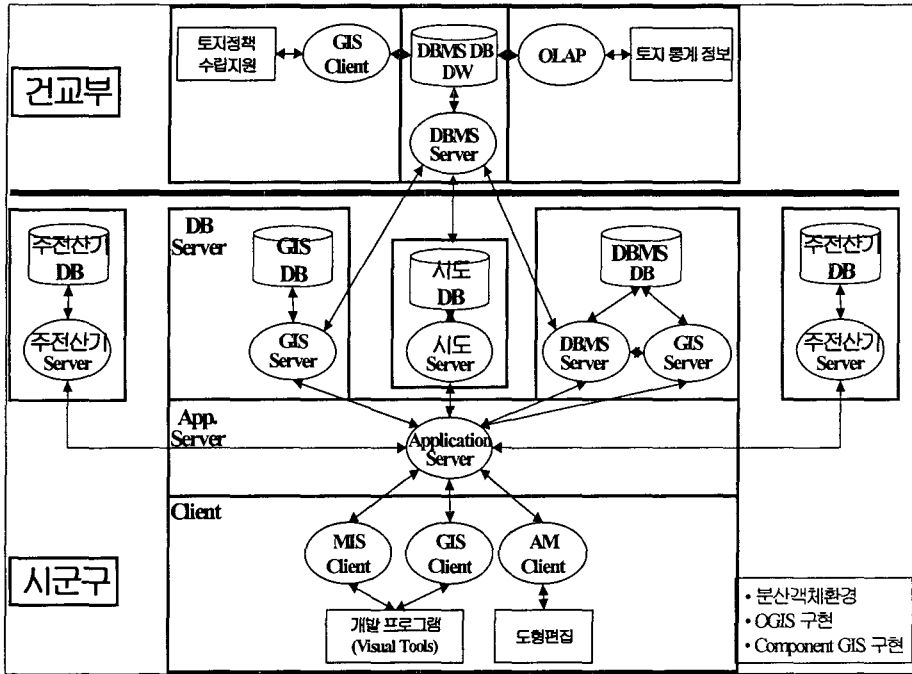 건교부
토지정책
수립지원
GIS
Client
DBMS DB
DW
OLAP
토지 통계 정보
DBMS
Server
주전산기
DB
주전산기
Server
DB
Server
GIS
DB
GIS
Server
시도
DB
시도
Server
DBMS
DB
DBMS
Server
GIS
Server
주전산기
DB
주전산기
Server
App.
Server
Application
Server
시군구
Client
MIS
Client
GIS
Client
AM
Client
개발 프로그램
(Visual Tools)
도형편집
• 분산객체환경
• OGIS 구현
• Component GIS 구현